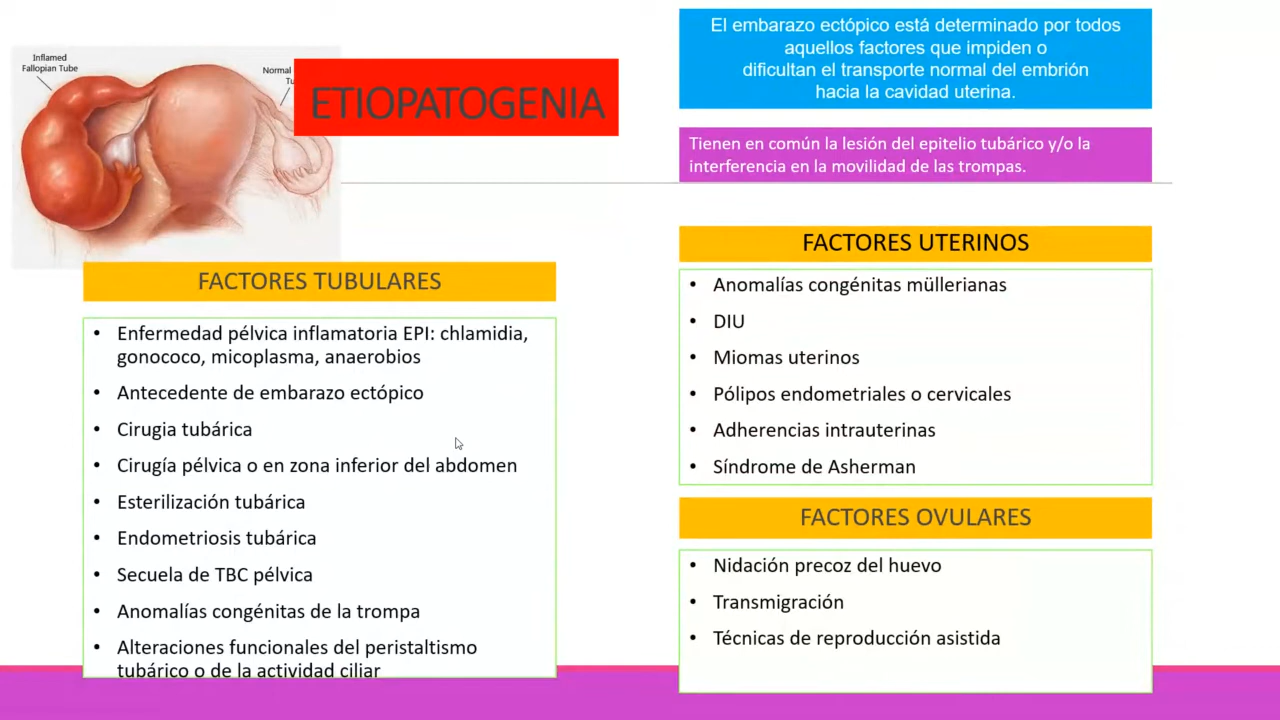 Inflamed
Fallopian Tube
Normal
Tu
ETIOPATOGENIA
El embarazo ectópico está determinado por todos
aquellos factores que impiden o
dificultan el transporte normal del embrión
hacia la cavidad uterina.
Tienen en común la lesión del epitelio tubárico y/o la
interferencia en la movilidad de las trompas.
FACTORES TUBULARES
• Enfermedad pélvica inflamatoria EPI: chlamidia,
gonococo, micoplasma, anaerobios
• Antecedente de embarazo ectópico
• Cirugia tubárica
• Cirugía pélvica o en zona inferior del abdomen
• Esterilización tubárica
• Endometriosis tubárica
• Secuela de TBC pélvica
• Anomalías congénitas de la trompa
• Alteraciones funcionales del peristaltismo
tubárico o de la actividad ciliar
FACTORES UTERINOS
• Anomalías congénitas müllerianas
• DIU
• Miomas uterinos
• Pólipos endometriales o cervicales
• Adherencias intrauterinas
• Síndrome de Asherman
FACTORES OVULARES
• Nidación precoz del huevo
• Transmigración
• Técnicas de reproducción asistida